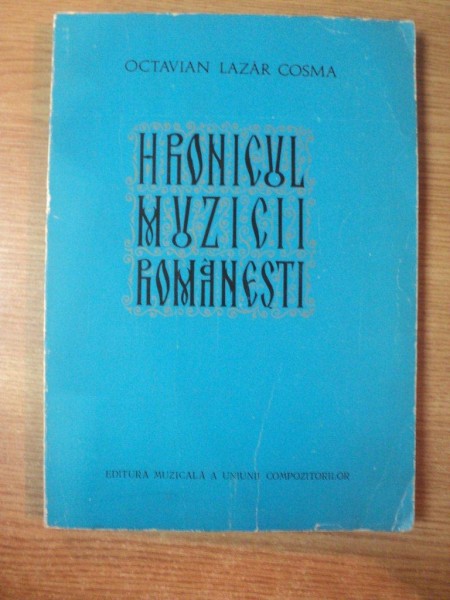 OCTAVIAN LAZĂR COSMA
HRONICUL
MUZICII
ROMÂNEȘTI
EDITURA MUZICALĂ A UNIUNII COMPOZITORILOR